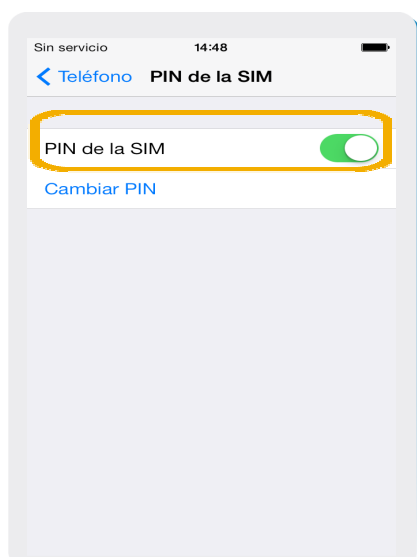 Sin servicio 14:48
Teléfono PIN de la SIM
PIN de la SIM
Cambiar PIN